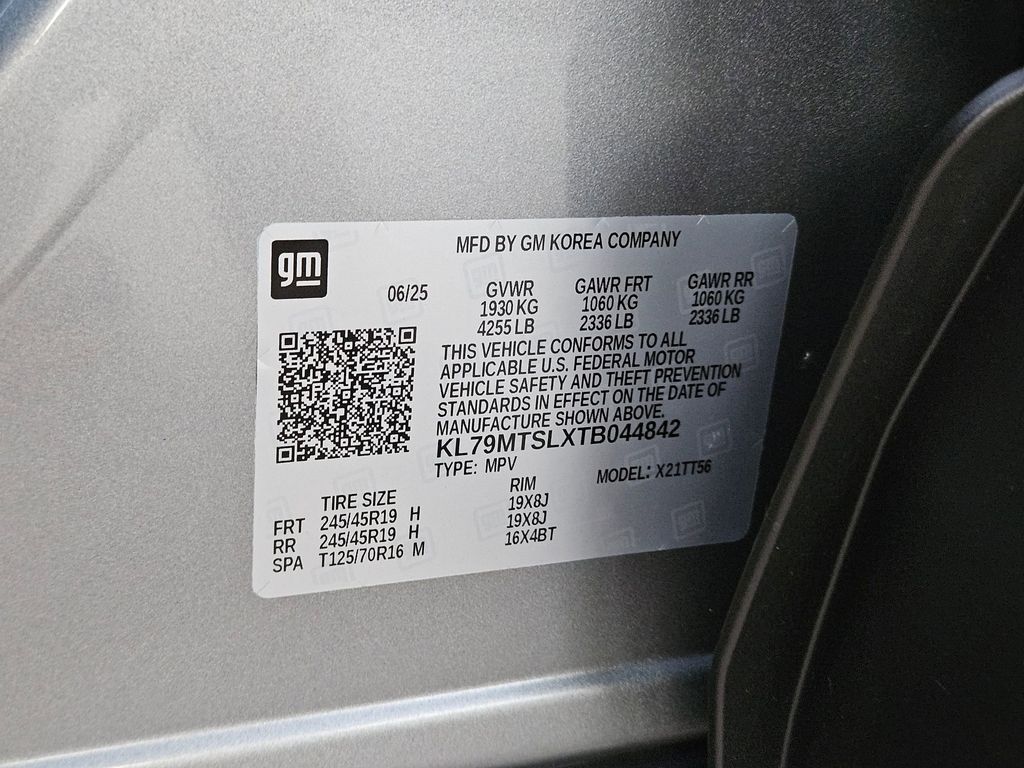 gm
MFD BY GM KOREA COMPANY
06/25
GVWR GAWR FRT GAWR RR
1930 KG 1060 KG 1060 KG
4255 LB 2336 LB 2336 LB
THIS VEHICLE CONFORMS TO ALL
APPLICABLE U.S. FEDERAL MOTOR
VEHICLE SAFETY AND THEFT PREVENTION
STANDARDS IN EFFECT ON THE DATE OF
MANUFACTURE SHOWN ABOVE.
KL79MTSLXTB044842
TYPE: MPV MODEL: X21TT56
TIRE SIZE RIM
FRT 245/45R19 H 19X8J
RR 245/45R19 H 19X8J
SPA T125/70R16 M 16X4BT